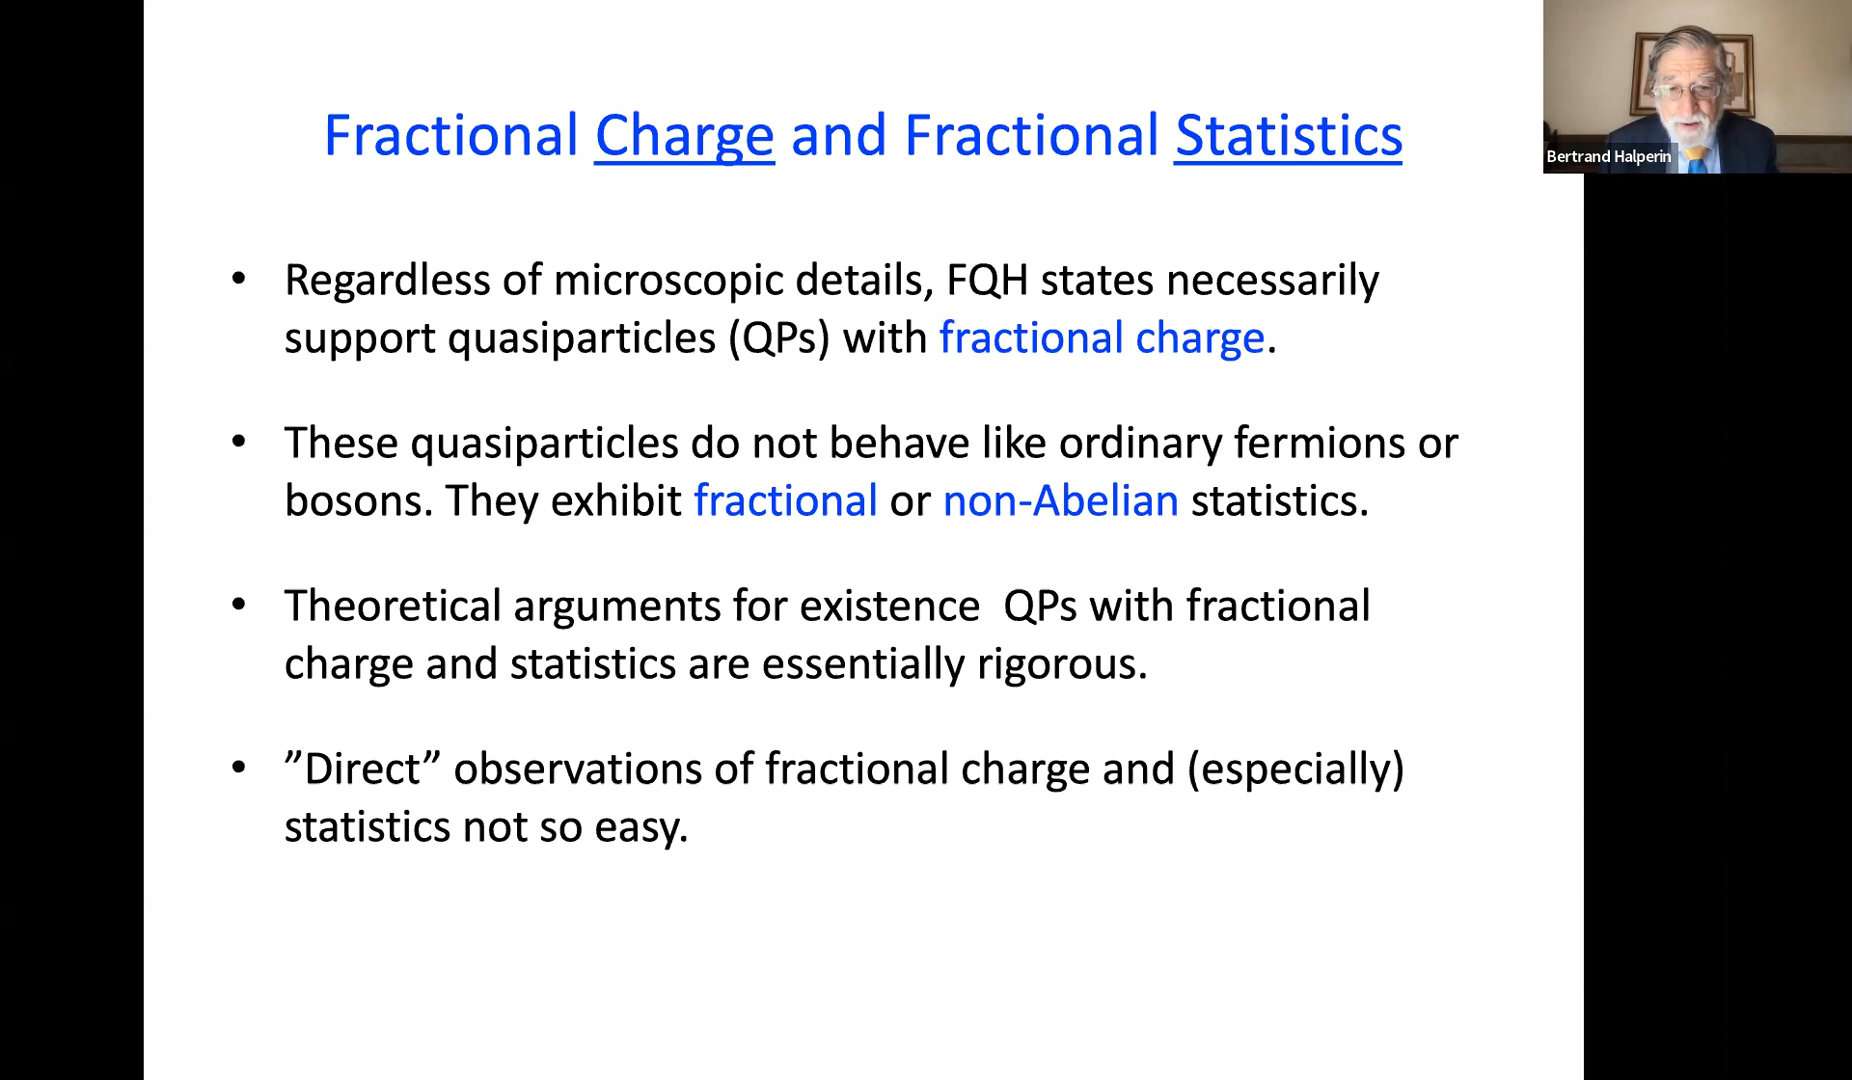 Fractional Charge and Fractional Statistics
Bertrand Halperin
• Regardless of microscopic details, FQH states necessarily
support quasiparticles (QPs) with fractional charge.
• These quasiparticles do not behave like ordinary fermions or
bosons. They exhibit fractional or non-Abelian statistics.
• Theoretical arguments for existence  QPs with fractional
charge and statistics are essentially rigorous.
• ”Direct” observations of fractional charge and (especially)
statistics not so easy.